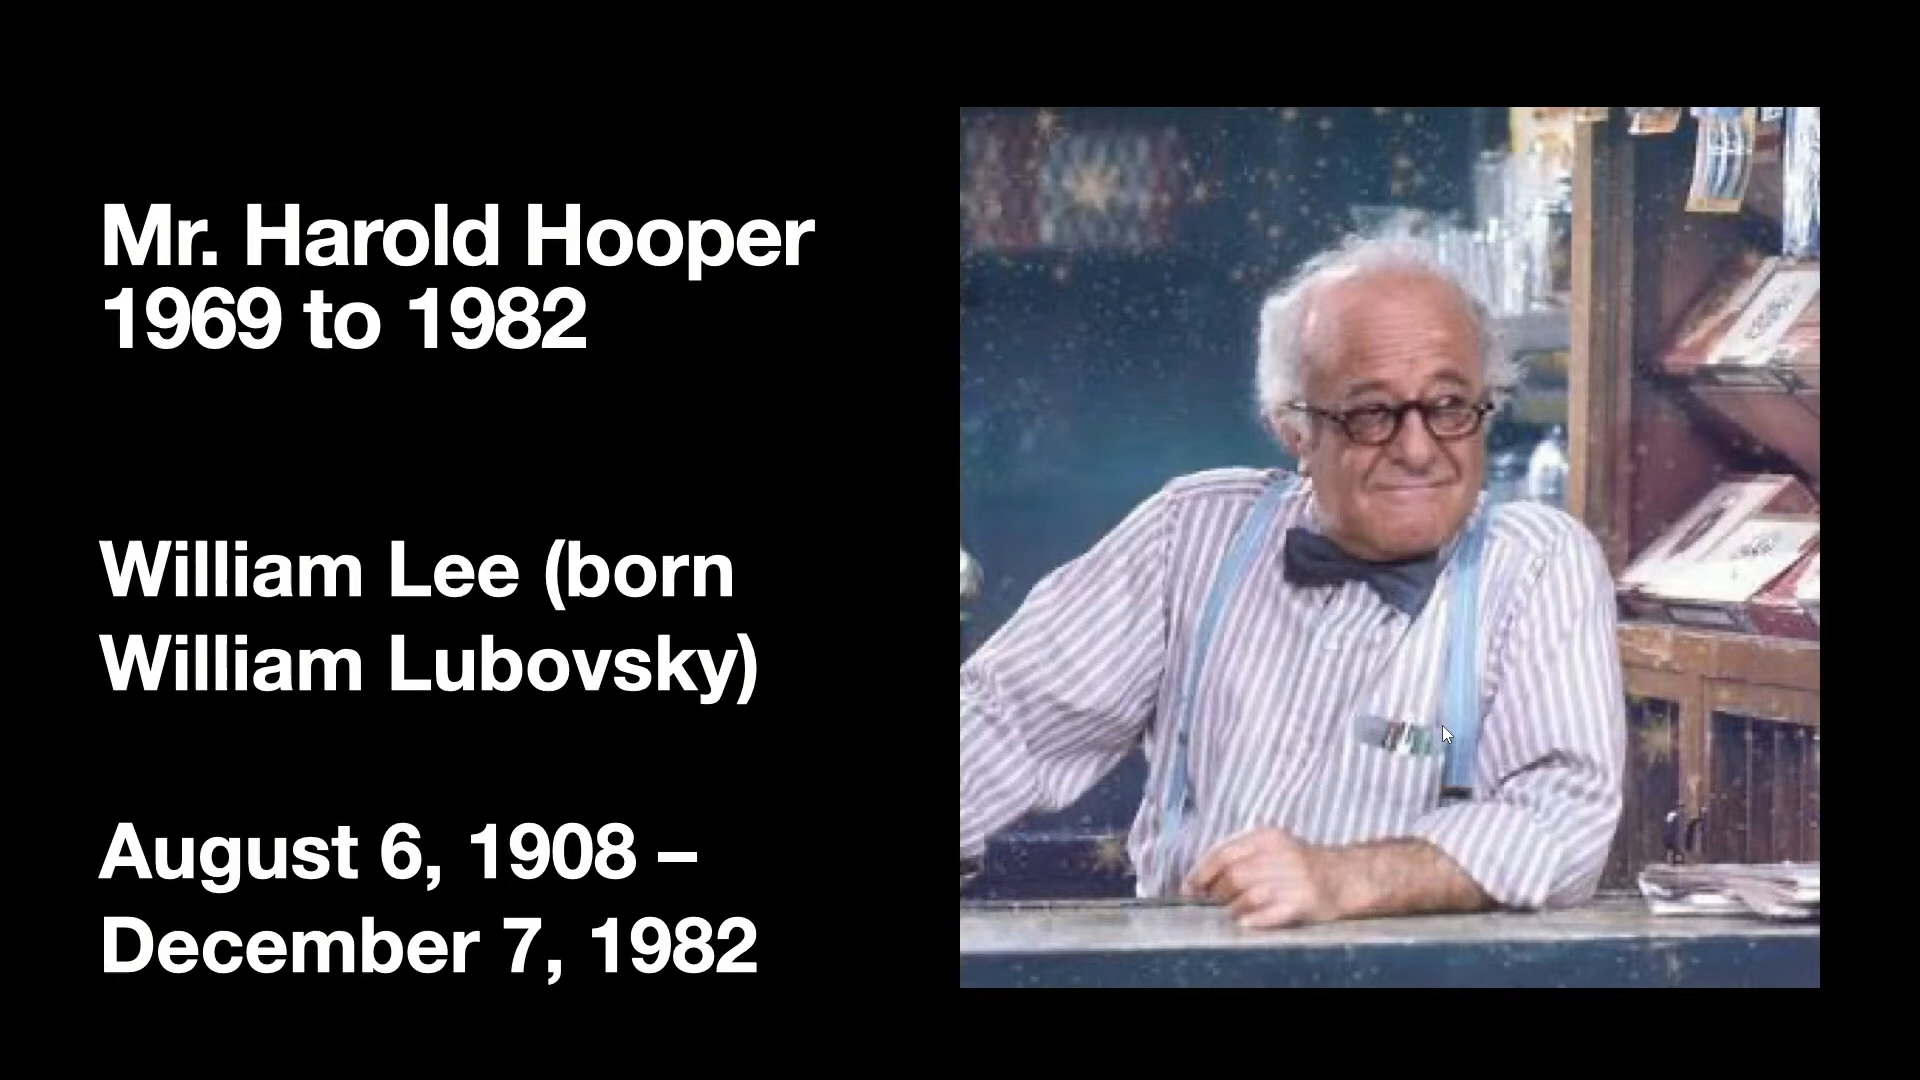 Mr. Harold Hooper
1969 to 1982
William Lee (born
William Lubovsky)
August 6, 1908 –
December 7, 1982